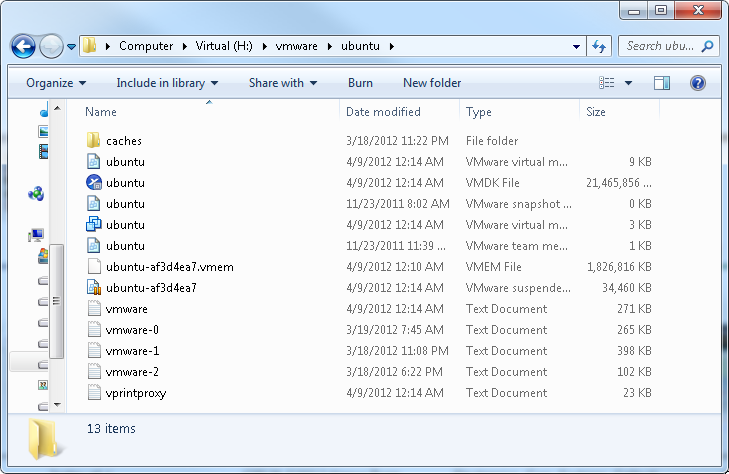 Computer Virtual (H:) vmware ubuntu Search ubu...
Organize Include in library Share with Burn New folder
Name Date modified Type Size
caches 3/18/2012 11:22 PM File folder
ubuntu 4/9/2012 12:14 AM VMware virtual m... 9 KB
ubuntu 4/9/2012 12:14 AM VMDK File 21,465,856 ...
ubuntu 11/23/2011 8:02 AM VMware snapshot ... 0 KB
ubuntu 4/9/2012 12:14 AM VMware virtual m... 3 KB
ubuntu 11/23/2011 11:39 ... VMware team me... 1 KB
ubuntu-af3d4ea7.vmem 4/9/2012 12:10 AM VMEM File 1,826,816 KB
ubuntu-af3d4ea7 4/9/2012 12:14 AM VMware suspende... 34,460 KB
vmware 4/9/2012 12:14 AM Text Document 271 KB
vmware-0 3/19/2012 7:45 AM Text Document 265 KB
vmware-1 3/18/2012 11:08 PM Text Document 398 KB
vmware-2 3/18/2012 6:22 PM Text Document 102 KB
vprintproxy 4/9/2012 12:14 AM Text Document 23 KB
13 items